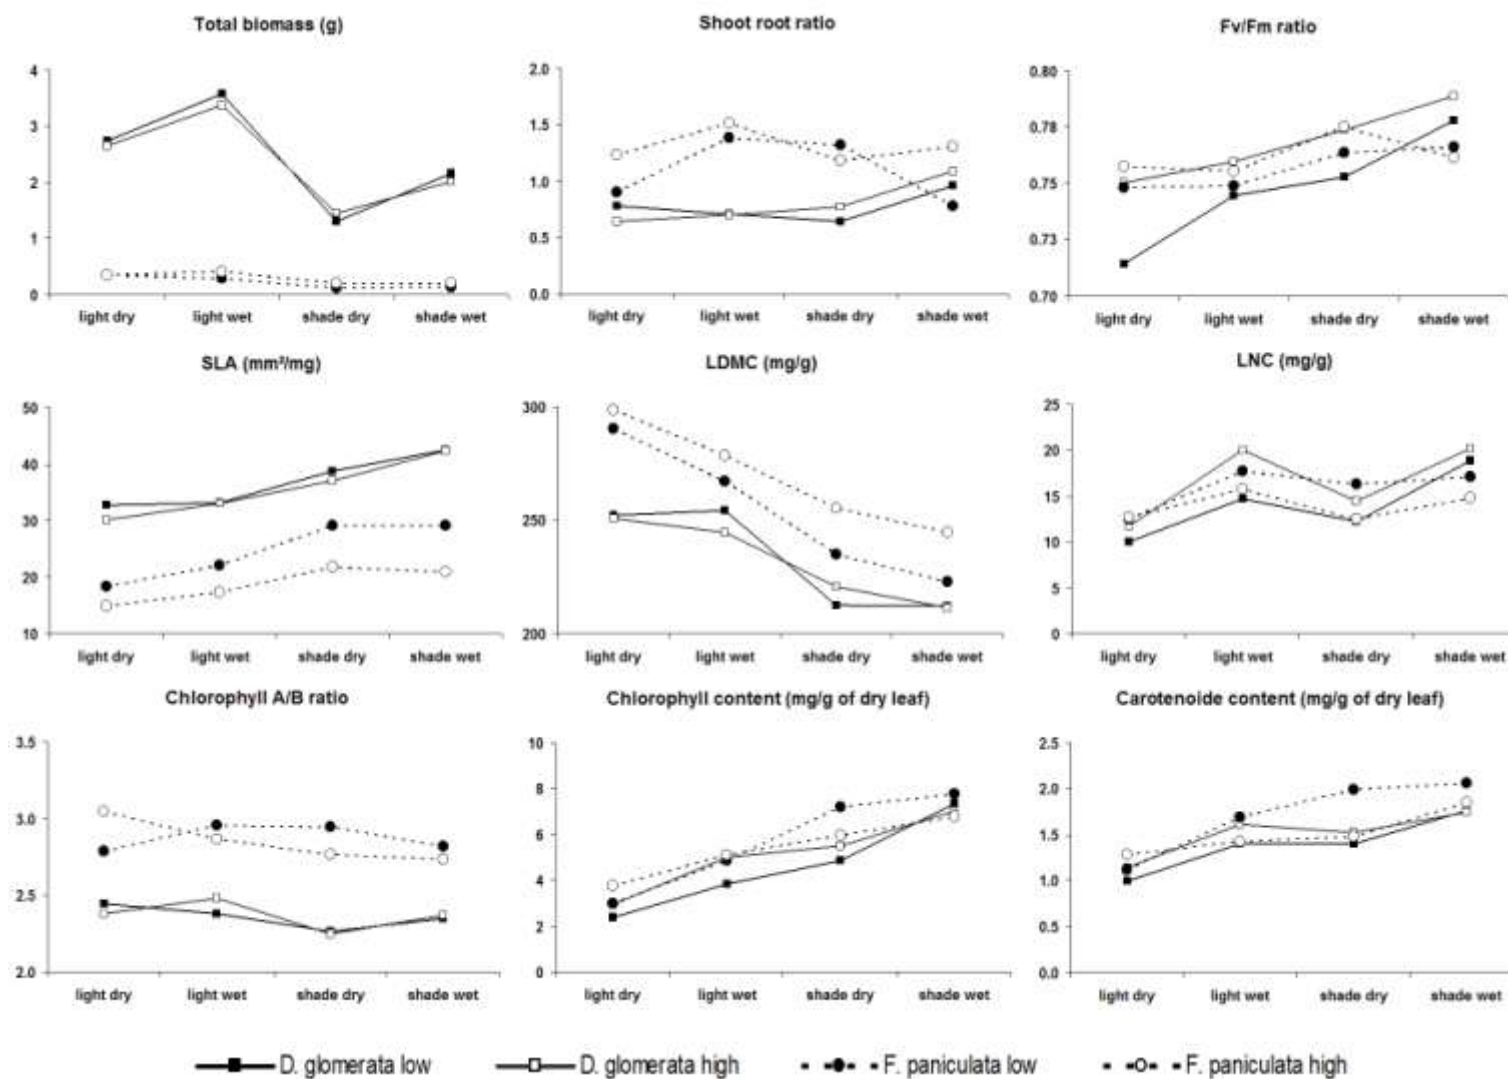 Total biomass (g)
Shoot root ratio
Fv/Fm ratio
4
3
2
1
0
light dry light wet shade dry shade wet
2.0
1.5
1.0
0.5
0.0
light dry light wet shade dry shade wet
0.80
0.78
0.75
0.73
0.70
light dry light wet shade dry shade wet
SLA (mm²/mg)
LDMC (mg/g)
LNC (mg/g)
50
40
30
20
10
light dry light wet shade dry shade wet
300
250
200
light dry light wet shade dry shade wet
25
20
15
10
5
0
light dry light wet shade dry shade wet
Chlorophyll A/B ratio
Chlorophyll content (mg/g of dry leaf)
Carotenoide content (mg/g of dry leaf)
3.5
3.0
2.5
2.0
light dry light wet shade dry shade wet
10
8
6
4
2
0
light dry light wet shade dry shade wet
2.5
2.0
1.5
1.0
0.5
0.0
light dry light wet shade dry shade wet
D. glomerata low D. glomerata high F. paniculata low F. paniculata high